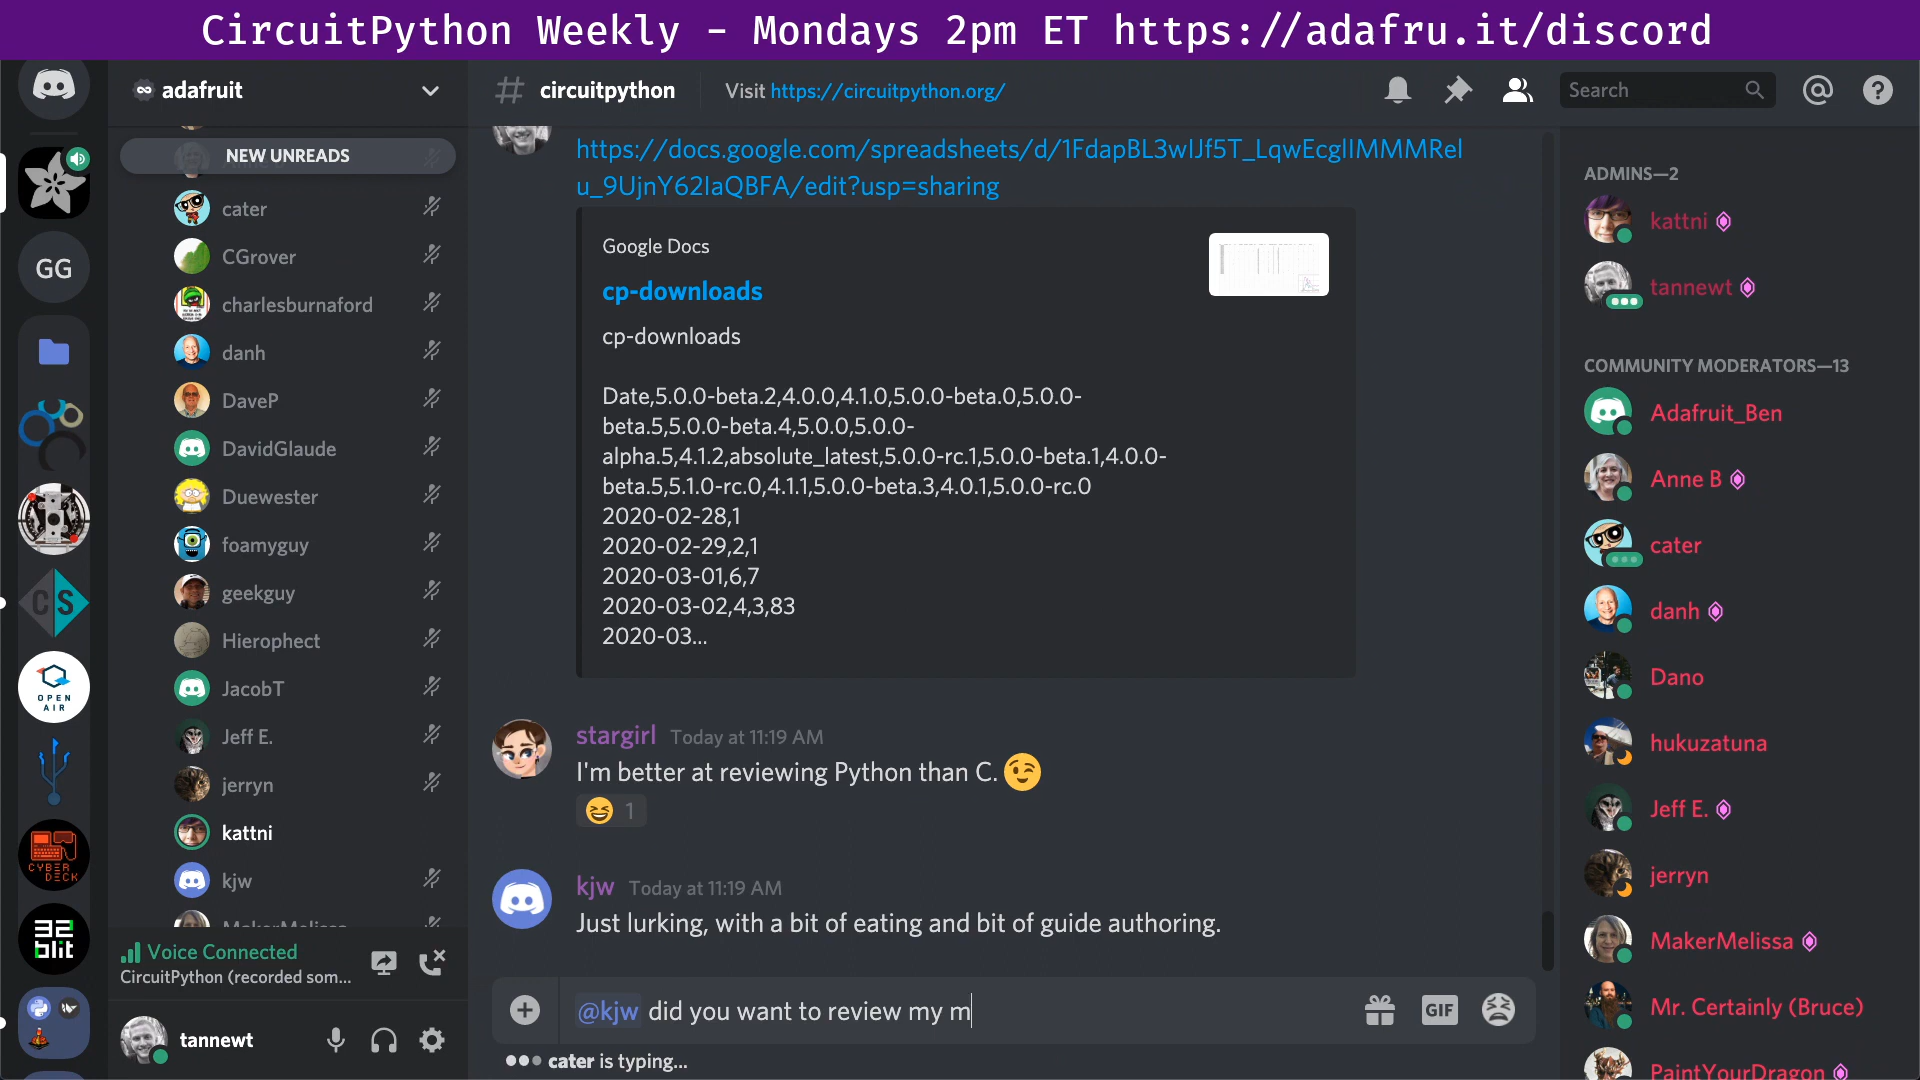 CircuitPython Weekly - Mondays 2pm ET https://adafru.it/discord
adafruit
NEW UNREADS
cater
CGrover
charlesburnaford
danh
DaveP
DavidGlaude
Duewester
foamyguy
geekguy
Hierophect
JacobT
Jeff E.
jerryn
kattni
kjw
MakerMelissa
Voice Connected
CircuitPython (recorded som...
tannewt
GG
CS
OPEN
AIR
CYBER
DECK
32
blit
circuitpython
Visit https://circuitpython.org/
Search
https://docs.google.com/spreadsheets/d/1FdapBL3wIJf5T_LqwEcglIMMMRel
u_9UjnY62IaQBFA/edit?usp=sharing
Google Docs
cp-downloads
cp-downloads
Date,5.0.0-beta.2,4.0.0,4.1.0,5.0.0-beta.0,5.0.0-
beta.5,5.0.0-beta.4,5.0.0,5.0.0-
alpha.5,4.1.2,absolute_latest,5.0.0-rc.1,5.0.0-beta.1,4.0.0-
beta.5,5.1.0-rc.0,4.1.1,5.0.0-beta.3,4.0.1,5.0.0-rc.0
2020-02-28,1
2020-02-29,2,1
2020-03-01,6,7
2020-03-02,4,3,83
2020-03...
stargirl Today at 11:19 AM
I'm better at reviewing Python than C. 😉
😆 1
kjw Today at 11:19 AM
Just lurking, with a bit of eating and bit of guide authoring.
@kjw did you want to review my m
GIF
cater is typing...
ADMINS—2
kattni
tannewt
COMMUNITY MODERATORS—13
Adafruit_Ben
Anne B
cater
danh
Dano
hukuzatuna
Jeff E.
jerryn
MakerMelissa
Mr. Certainly (Bruce)
PaintYourDragon